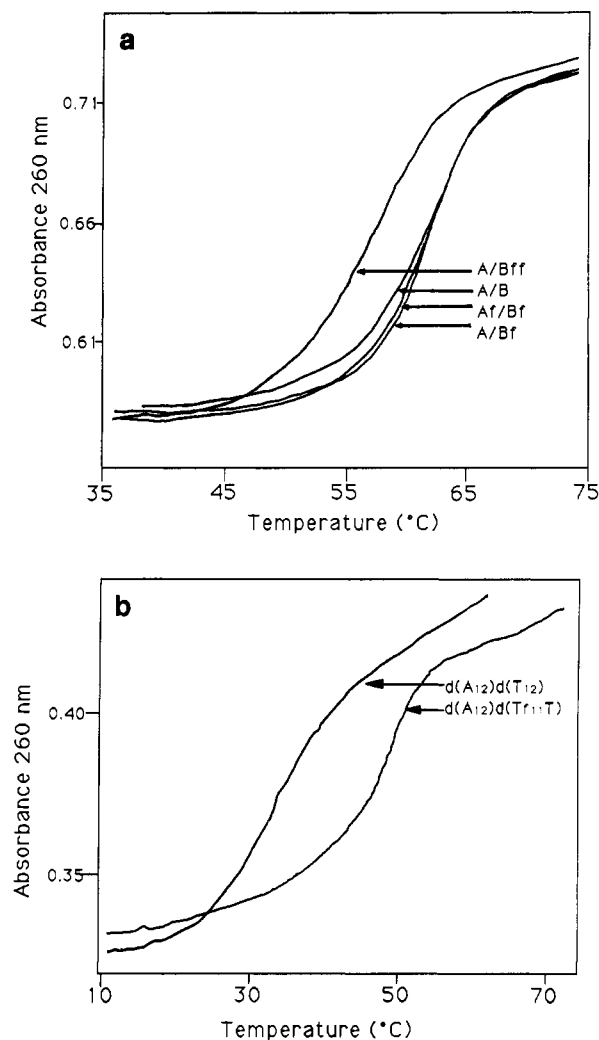 a
Absorbance 260 nm
0.71
0.66
0.61
A/Bff
A/B
Af/Bf
A/Bf
35 45 55 65 75
Temperature (°C)
b
Absorbance 260 nm
0.40
0.35
d(A₁₂)d(T₁₂)
d(A₁₂)d(Tf₁₁T)
10 30 50 70
Temperature (°C)